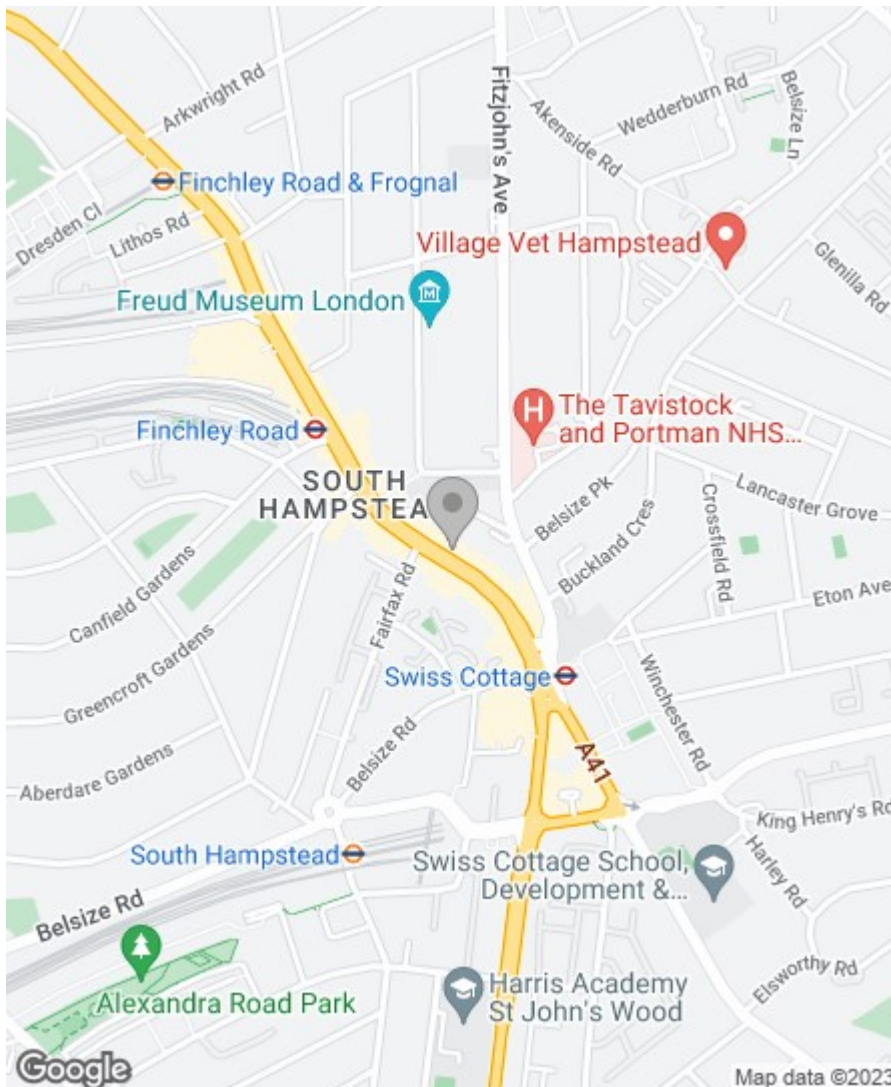 Arkwright Rd
Fitzjohn's Ave
Wedderburn Rd
Belsize Ln
Akenside Rd
Finchley Road & Frognal
Dresden Cl
Lithos Rd
Village Vet Hampstead
Glenilla Rd
Freud Museum London
The Tavistock
and Portman NHS...
Finchley Road
SOUTH
HAMPSTEA
Belsize Pk
Lancaster Grove
Crossfield Rd
Buckland Cres
Canfield Gardens
Fairfax Rd
Eton Ave
Greencroft Gardens
Swiss Cottage
Winchester Rd
Belsize Rd
A41
Aberdare Gardens
King Henry's Rd
South Hampstead
Swiss Cottage School,
Development &...
Harley Rd
Belsize Rd
Elsworthy Rd
Alexandra Road Park
Harris Academy
St John's Wood
Google
Map data ©2023